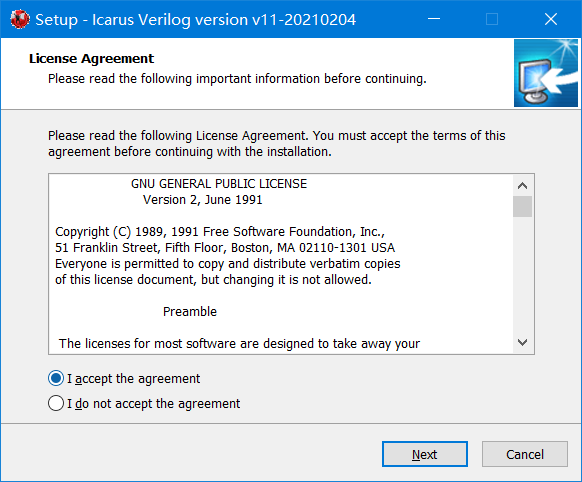 Setup - Icarus Verilog version v11-20210204
License Agreement
Please read the following important information before continuing.
Please read the following License Agreement. You must accept the terms of this
agreement before continuing with the installation.
GNU GENERAL PUBLIC LICENSE
Version 2, June 1991
Copyright (C) 1989, 1991 Free Software Foundation, Inc.,
51 Franklin Street, Fifth Floor, Boston, MA 02110-1301 USA
Everyone is permitted to copy and distribute verbatim copies
of this license document, but changing it is not allowed.
Preamble
The licenses for most software are designed to take away your
I accept the agreement
I do not accept the agreement
Next
Cancel